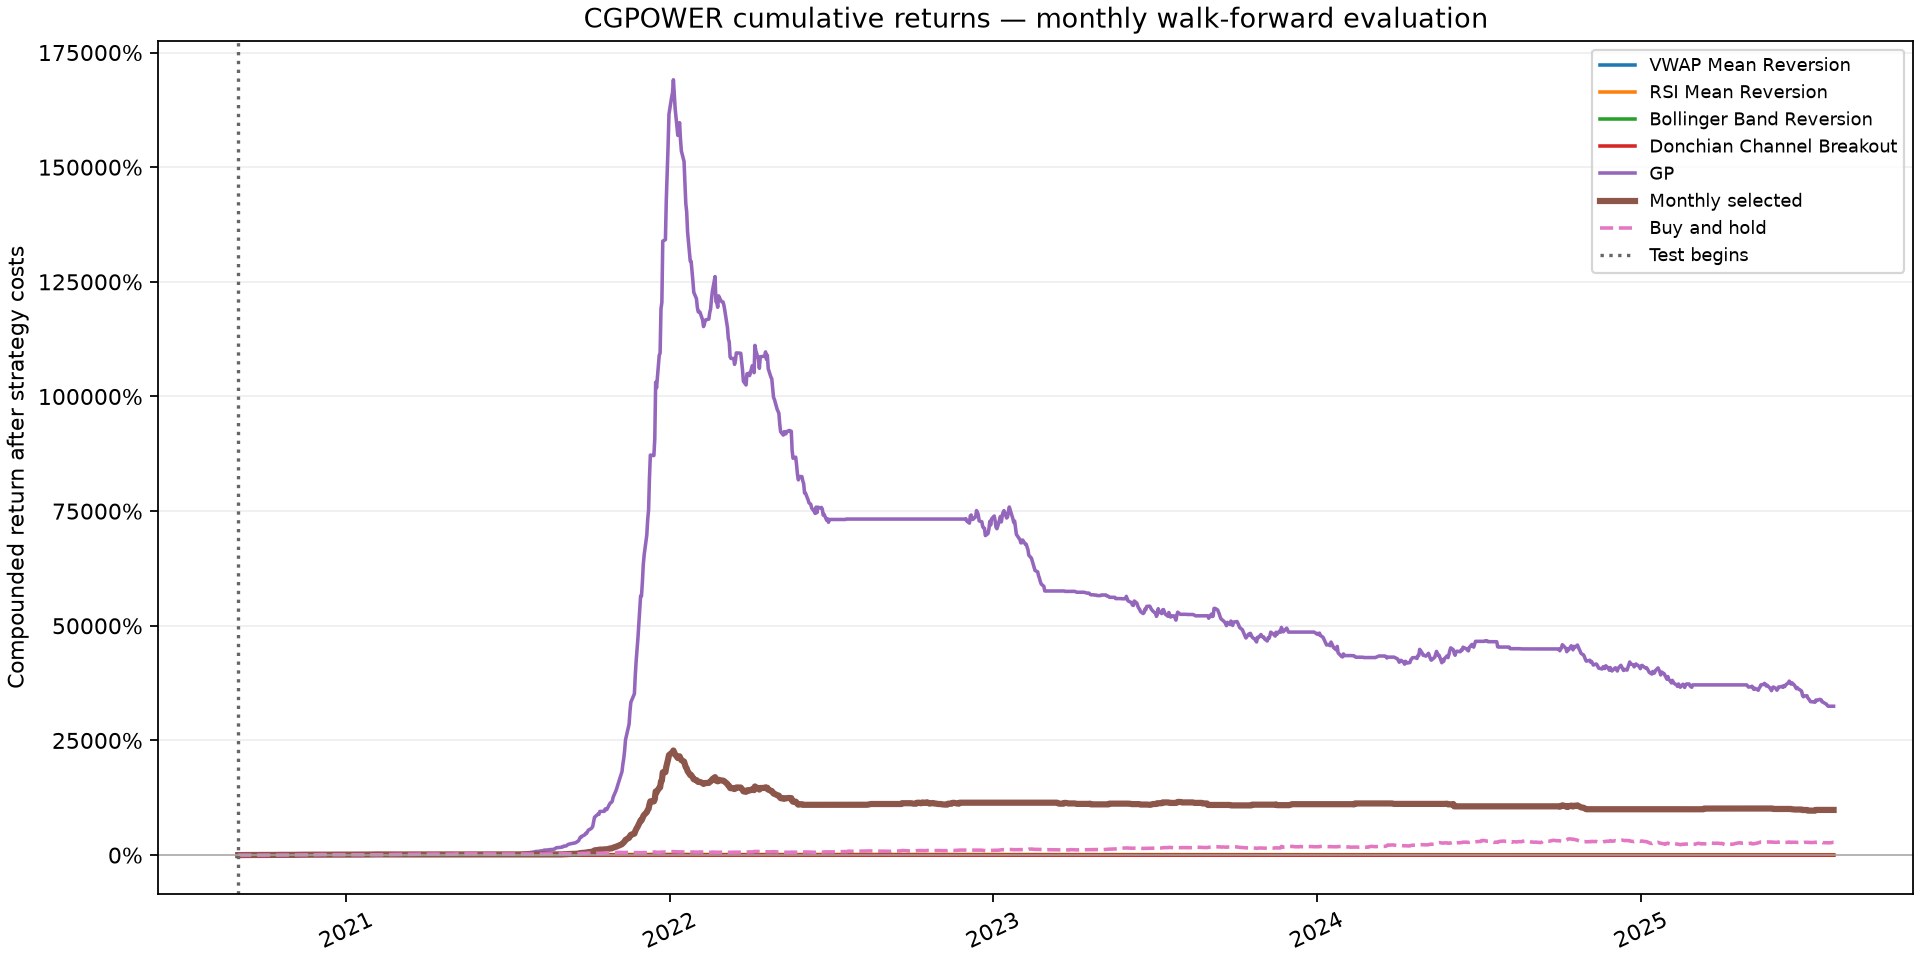 CGPOWER cumulative returns — monthly walk-forward evaluation
Compounded return after strategy costs
175000%
150000%
125000%
100000%
75000%
50000%
25000%
0%
VWAP Mean Reversion
RSI Mean Reversion
Bollinger Band Reversion
Donchian Channel Breakout
GP
Monthly selected
Buy and hold
Test begins
2021
2022
2023
2024
2025